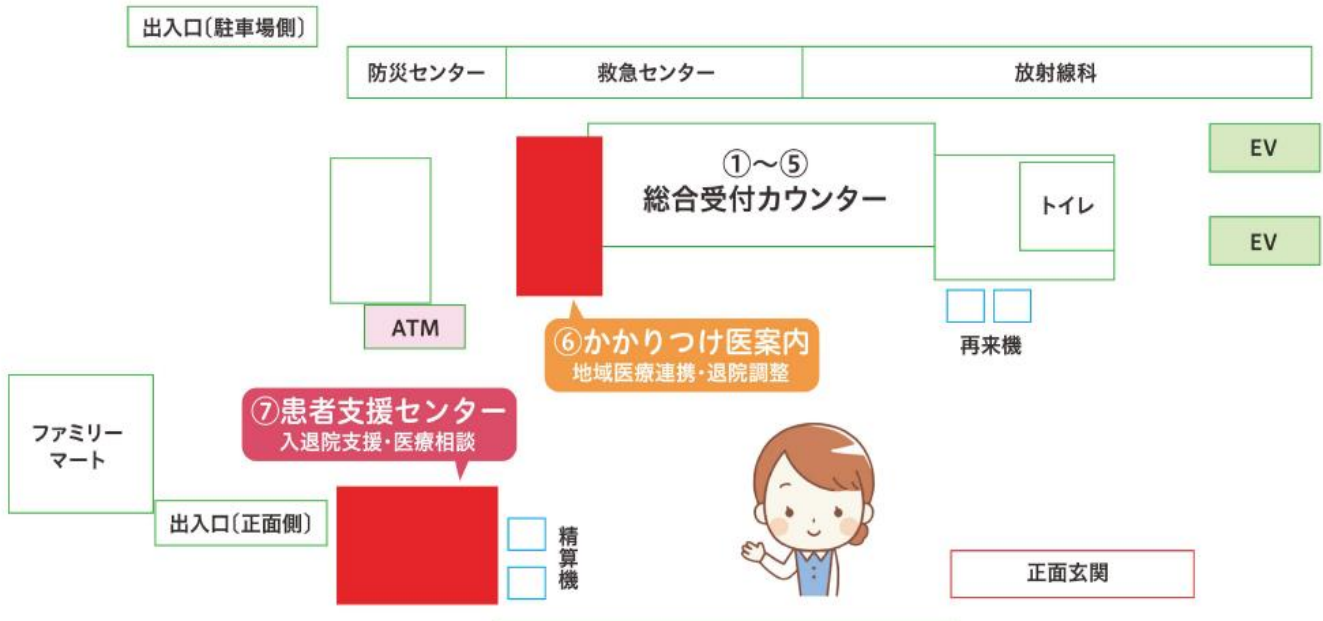 出入口〔駐車場側〕
防災センター
救急センター
放射線科
①～⑤
総合受付カウンター
トイレ
EV
EV
ATM
⑥かかりつけ医案内
地域医療連携・退院調整
再来機
⑦患者支援センター
入退院支援・医療相談
ファミリー
マート
出入口〔正面側〕
精算機
正面玄関